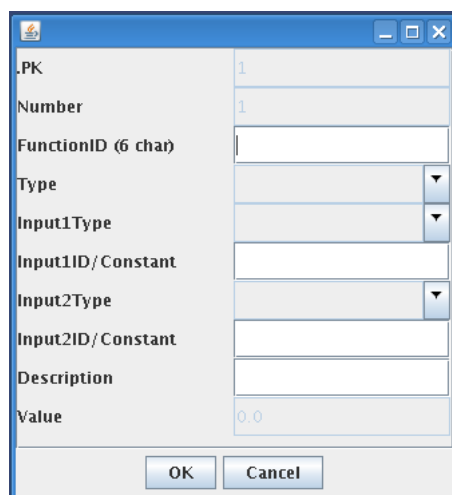 .PK 1
Number 1
FunctionID (6 char)
Type
Input1Type
Input1ID/Constant
Input2Type
Input2ID/Constant
Description
Value 0.0
OK Cancel